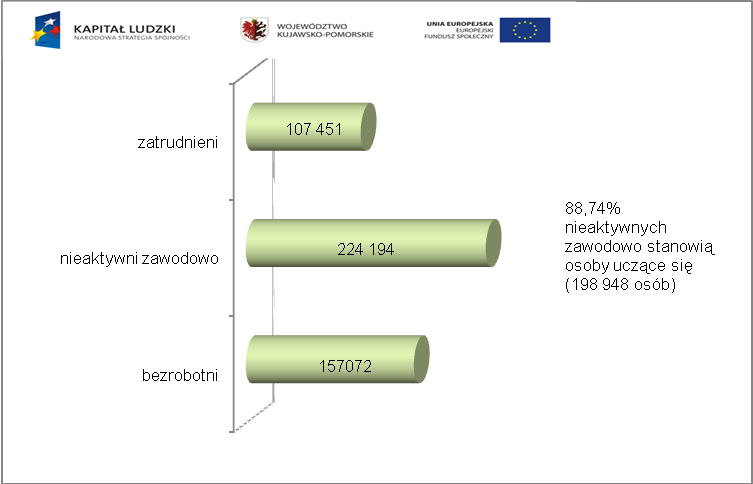 KAPITAŁ LUDZKI
NARODOWA STRATEGIA SPÓJNOŚCI
WOJEWÓDZTWO
KUJAWSKO-POMORSKIE
UNIA EUROPEJSKA
EUROPEJSKI
FUNDUSZ SPOŁECZNY
zatrudnieni
107 451
nieaktywni zawodowo
224 194
bezrobotni
157072
88,74%
nieaktywnych
zawodowo stanowią
osoby uczące się
(198 948 osób)